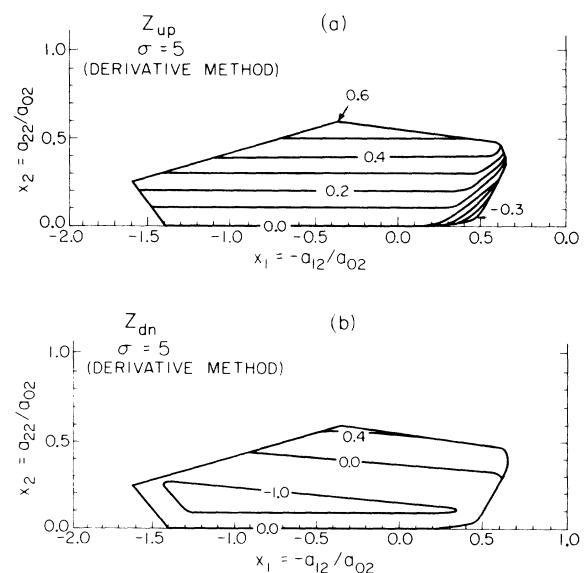 Z_up (a)
σ = 5
(DERIVATIVE METHOD)
1.0
0.5
0.0
x_2 = a_22/a_02
0.6
0.4
0.2
0.0
-0.3
-2.0 -1.5 -1.0 -0.5 0.0 0.5 0.0
x_1 = -a_12/a_02
Z_dn (b)
σ = 5
(DERIVATIVE METHOD)
1.0
0.5
0.0
x_2 = a_22/a_02
0.4
0.0
-1.0
0.0
-2.0 -1.5 -1.0 -0.5 0.0 0.5 1.0
x_1 = -a_12/a_02